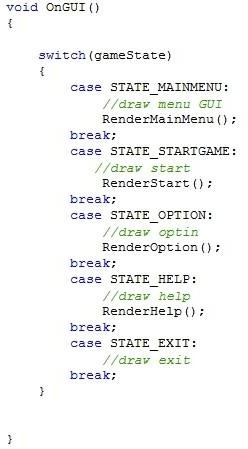 void OnGUI()
{
switch(gameState)
{
case STATE_MAINMENU:
//draw menu GUI
RenderMainMenu();
break;
case STATE_STARTGAME:
//draw start
RenderStart();
break;
case STATE_OPTION:
//draw optin
RenderOption();
break;
case STATE_HELP:
//draw help
RenderHelp();
break;
case STATE_EXIT:
//draw exit
break;
}
}